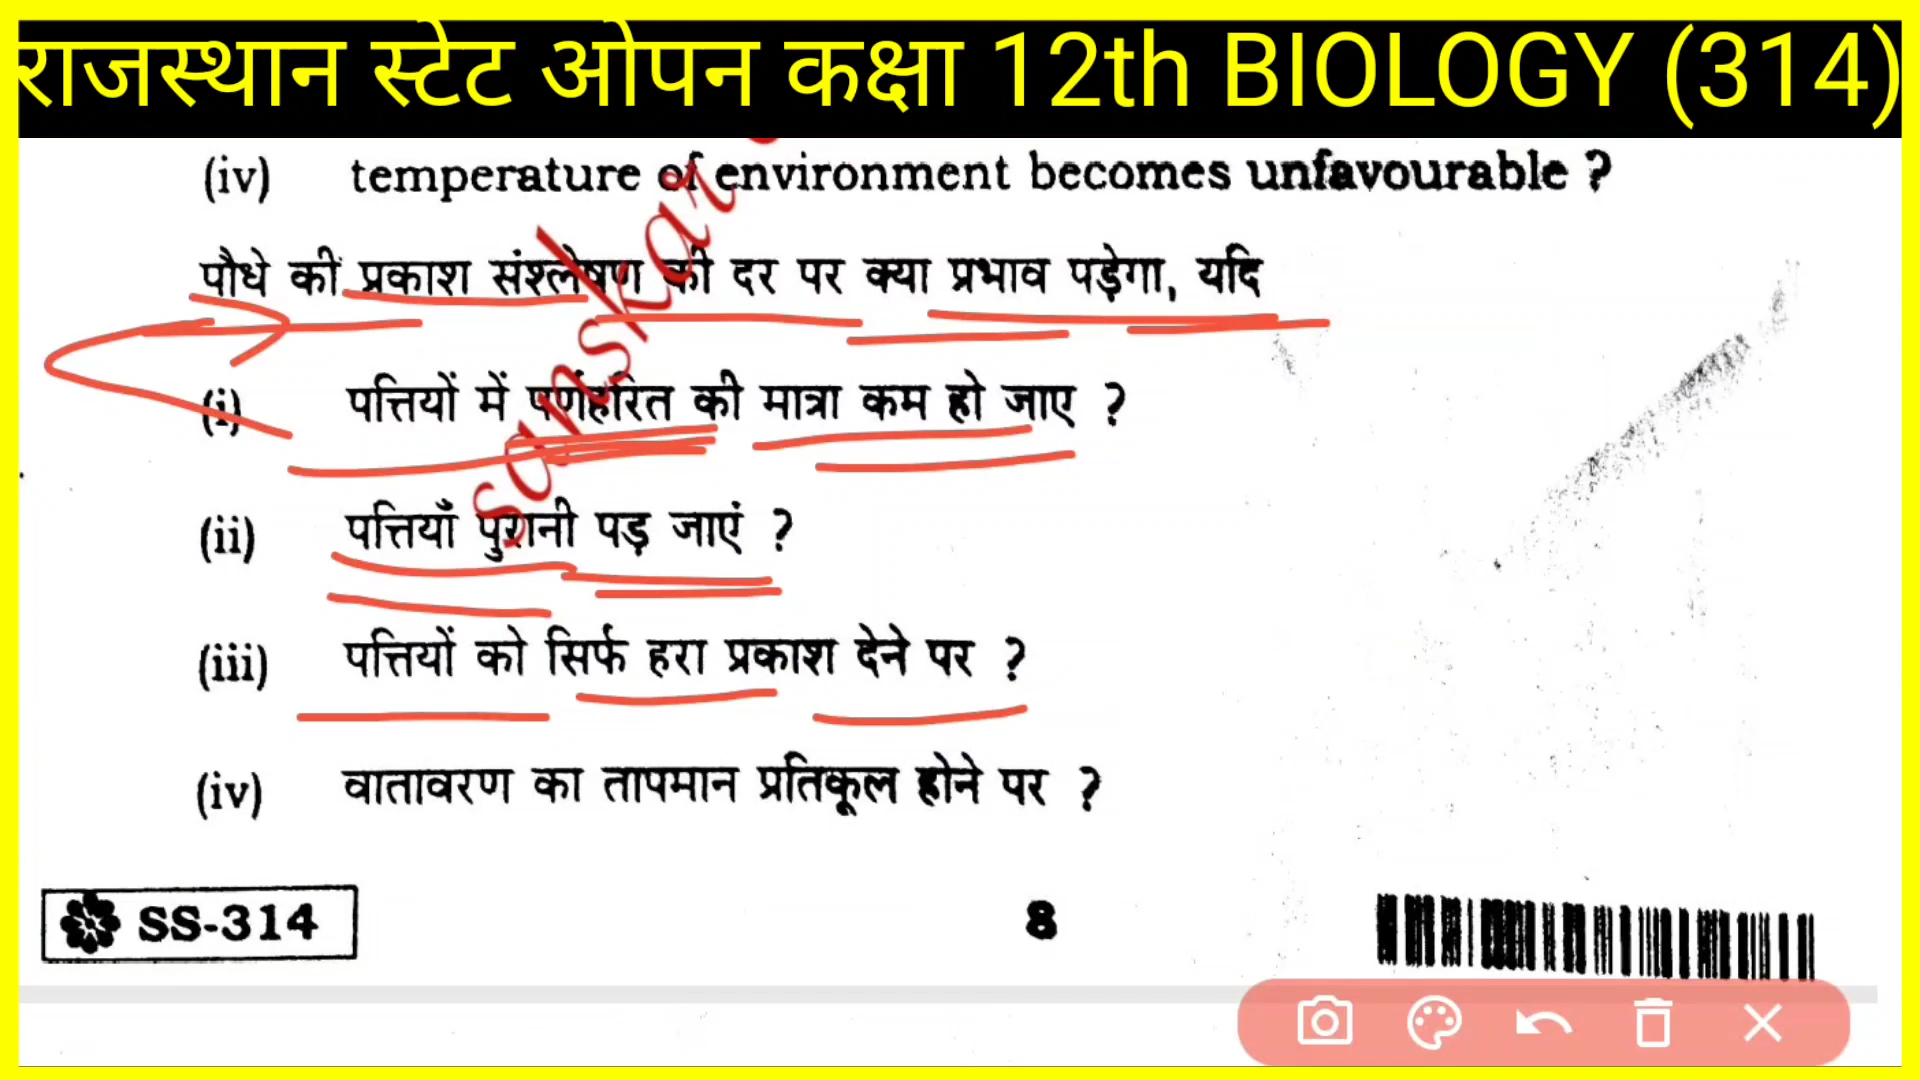 राजस्थान स्टेट ओपन कक्षा 12th BIOLOGY (314)
(iv) temperature of environment becomes unfavourable ?
पौधे की प्रकाश संश्लेषण की दर पर क्या प्रभाव पड़ेगा, यदि
(i) पत्तियों में पर्णहरित की मात्रा कम हो जाए ?
(ii) पत्तियाँ पुरानी पड़ जाएं ?
(iii) पत्तियों को सिर्फ हरा प्रकाश देने पर ?
(iv) वातावरण का तापमान प्रतिकूल होने पर ?
SS-314
8
sanskar